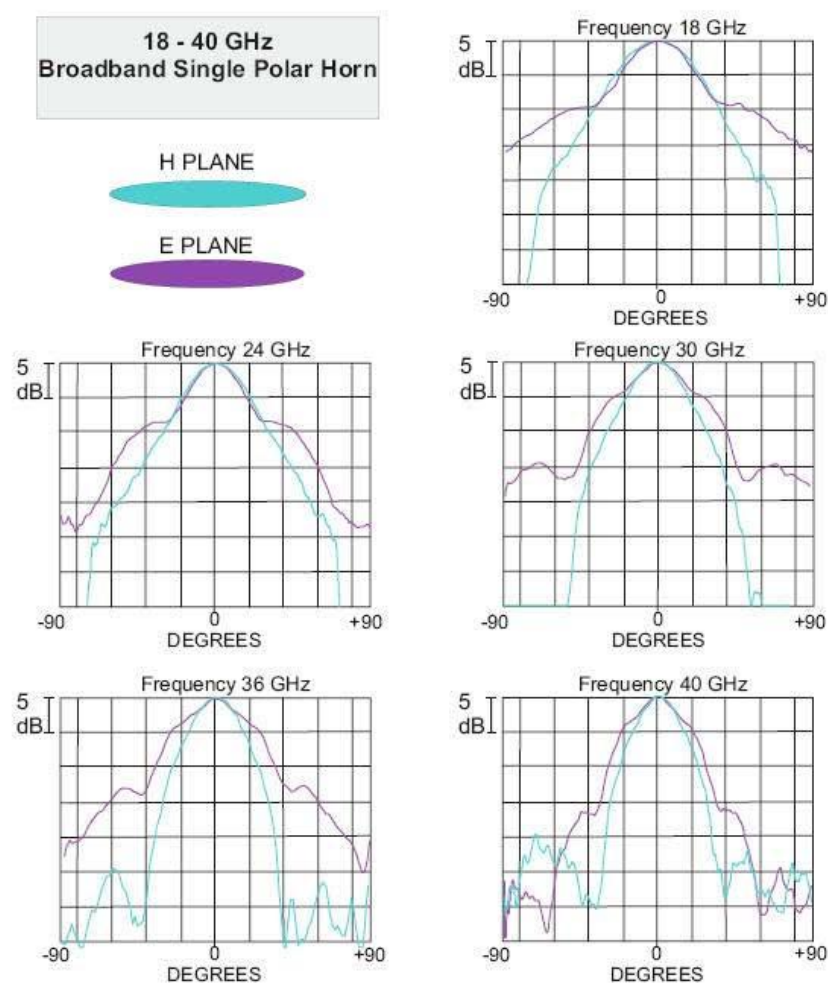 18 - 40 GHz
Broadband Single Polar Horn
H PLANE
E PLANE
Frequency 18 GHz
5
dB
-90
0
+90
DEGREES
Frequency 24 GHz
5
dB
-90
0
+90
DEGREES
Frequency 30 GHz
5
dB
-90
0
+90
DEGREES
Frequency 36 GHz
5
dB
-90
0
+90
DEGREES
Frequency 40 GHz
5
dB
-90
0
+90
DEGREES